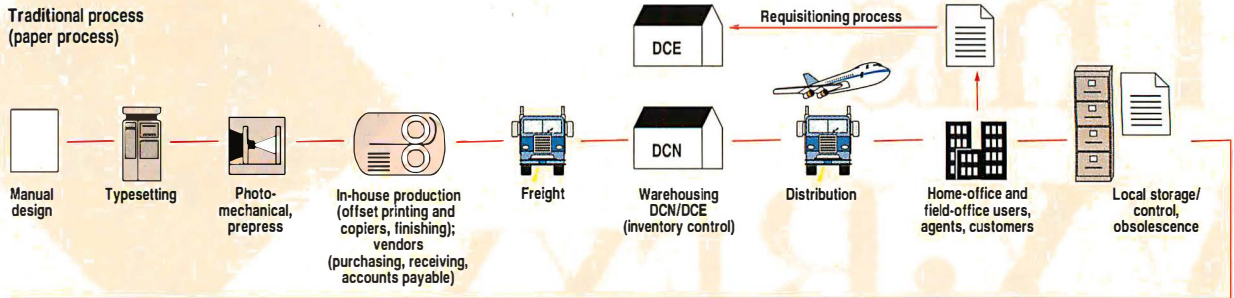 Traditional process
(paper process)
DCE
Requisitioning process
DCN
Manual
design
Typesetting
Photo-
mechanical,
prepress
In-house production
(offset printing and
copiers, finishing);
vendors
(purchasing, receiving,
accounts payable)
Freight
Warehousing
DCN/DCE
(inventory control)
Distribution
Home-office and
field-office users,
agents, customers
Local storage/
control,
obsolescence